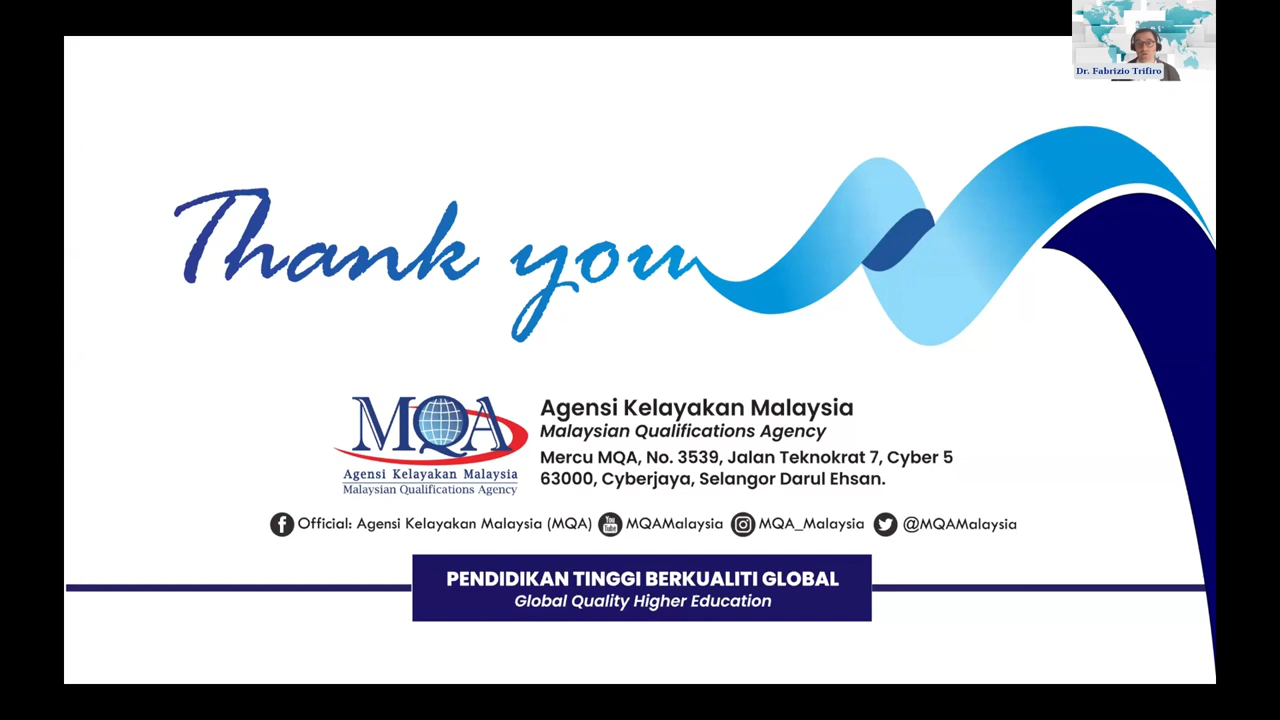 Dr. Fabrizio Trifiro
Thank you
MQA
Agensi Kelayakan Malaysia
Malaysian Qualifications Agency
Agensi Kelayakan Malaysia
Malaysian Qualifications Agency
Mercu MQA, No. 3539, Jalan Teknokrat 7, Cyber 5
63000, Cyberjaya, Selangor Darul Ehsan.
Official: Agensi Kelayakan Malaysia (MQA) You Tube MQAMalaysia MQA_Malaysia @MQAMalaysia
PENDIDIKAN TINGGI BERKUALITI GLOBAL
Global Quality Higher Education